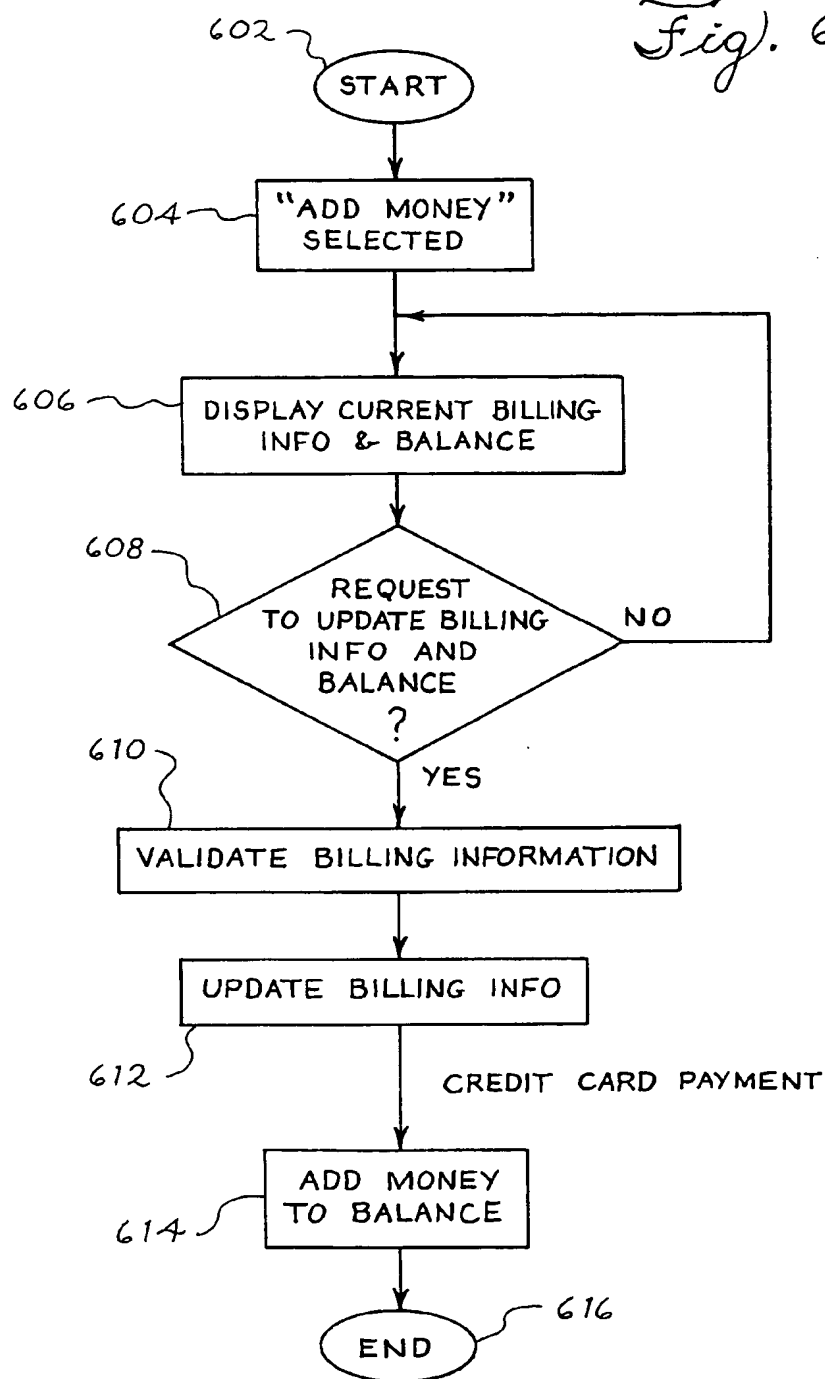 Fig. 6
602
START
604
"ADD MONEY"
SELECTED
606
DISPLAY CURRENT BILLING
INFO & BALANCE
608
REQUEST
TO UPDATE BILLING
INFO AND
BALANCE
?
NO
610
YES
VALIDATE BILLING INFORMATION
UPDATE BILLING INFO
612
CREDIT CARD PAYMENT
ADD MONEY
TO BALANCE
614
616
END